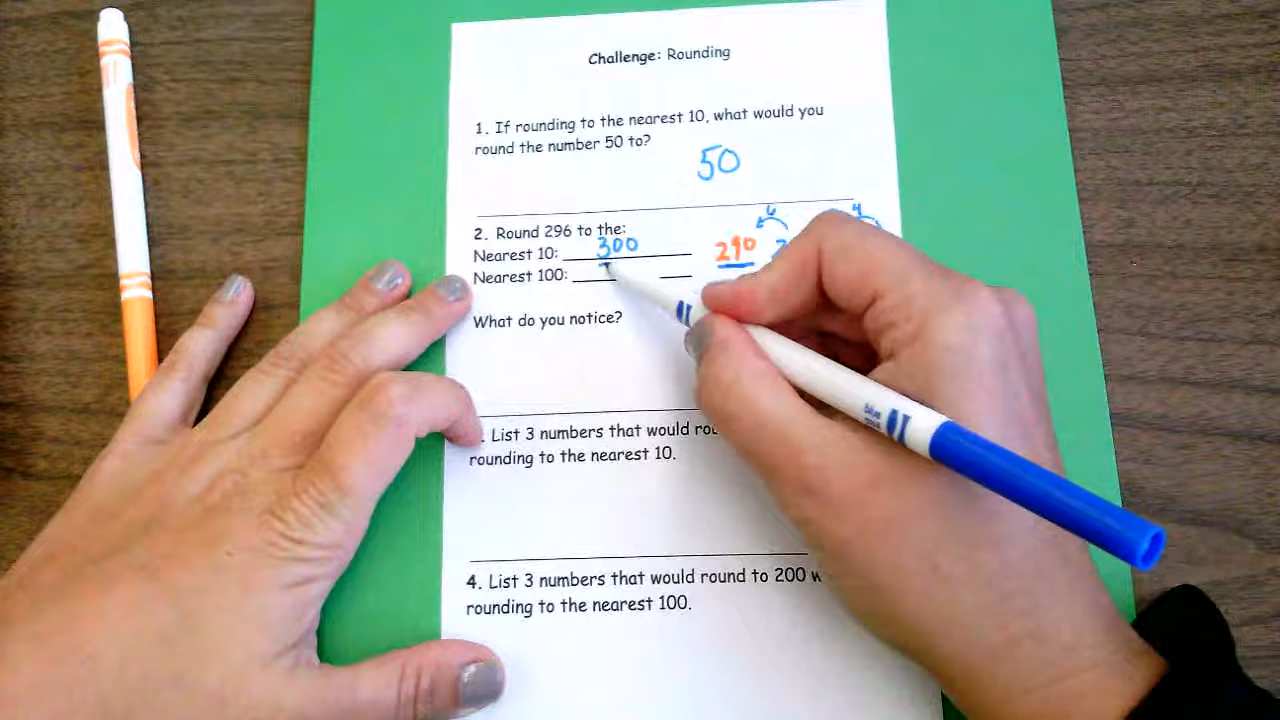 Challenge: Rounding
1. If rounding to the nearest 10, what would you
round the number 50 to?
50
2. Round 296 to the:
Nearest 10: 300
6
4
290
Nearest 100:
What do you notice?
List 3 numbers that would
rounding to the nearest 10.
4. List 3 numbers that would round to 200
rounding to the nearest 100.
blue